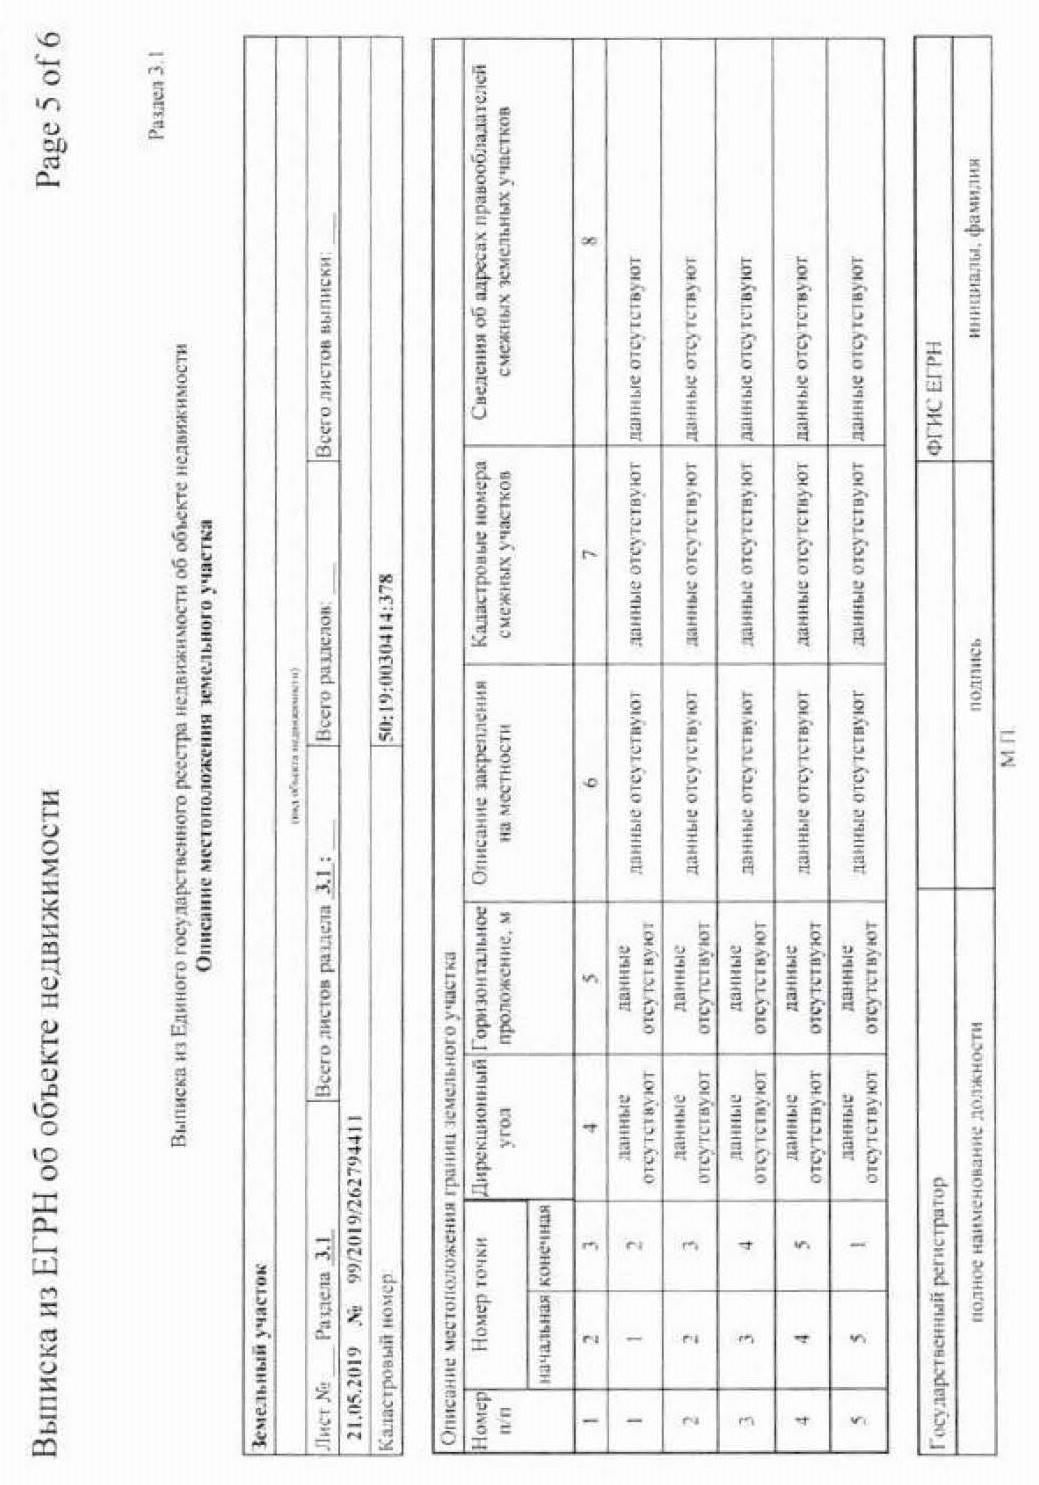 Выписка из ЕГРН об объекте недвижимости Page 5 of 6
Раздел 3.1
Выписка из Единого государственного реестра недвижимости об объекте недвижимости
Описание местоположения земельного участка
Земельный участок
(вид объекта недвижимости)
Лист № ___ Раздела 3.1 Всего листов раздела 3.1 : ___ Всего разделов: ___ Всего листов выписки: ___
21.05.2019 № 99/2019/262794411
Кадастровый номер: 50:19:0030414:378
Описание местоположения границ земельного участка
Номер п/п
Номер точки
начальная конечная
Дирекционный угол
Горизонтальное проложение, м
Описание закрепления на местности
Кадастровые номера смежных участков
Сведения об адресах правообладателей смежных земельных участков
1 2 3 4 5 6 7 8
1 1 2 данные отсутствуют данные отсутствуют данные отсутствуют данные отсутствуют данные отсутствуют
2 2 3 данные отсутствуют данные отсутствуют данные отсутствуют данные отсутствуют данные отсутствуют
3 3 4 данные отсутствуют данные отсутствуют данные отсутствуют данные отсутствуют данные отсутствуют
4 4 5 данные отсутствуют данные отсутствуют данные отсутствуют данные отсутствуют данные отсутствуют
5 5 1 данные отсутствуют данные отсутствуют данные отсутствуют данные отсутствуют данные отсутствуют
Государственный регистратор ФГИС ЕГРН
полное наименование должности подпись инициалы, фамилия
М.П.